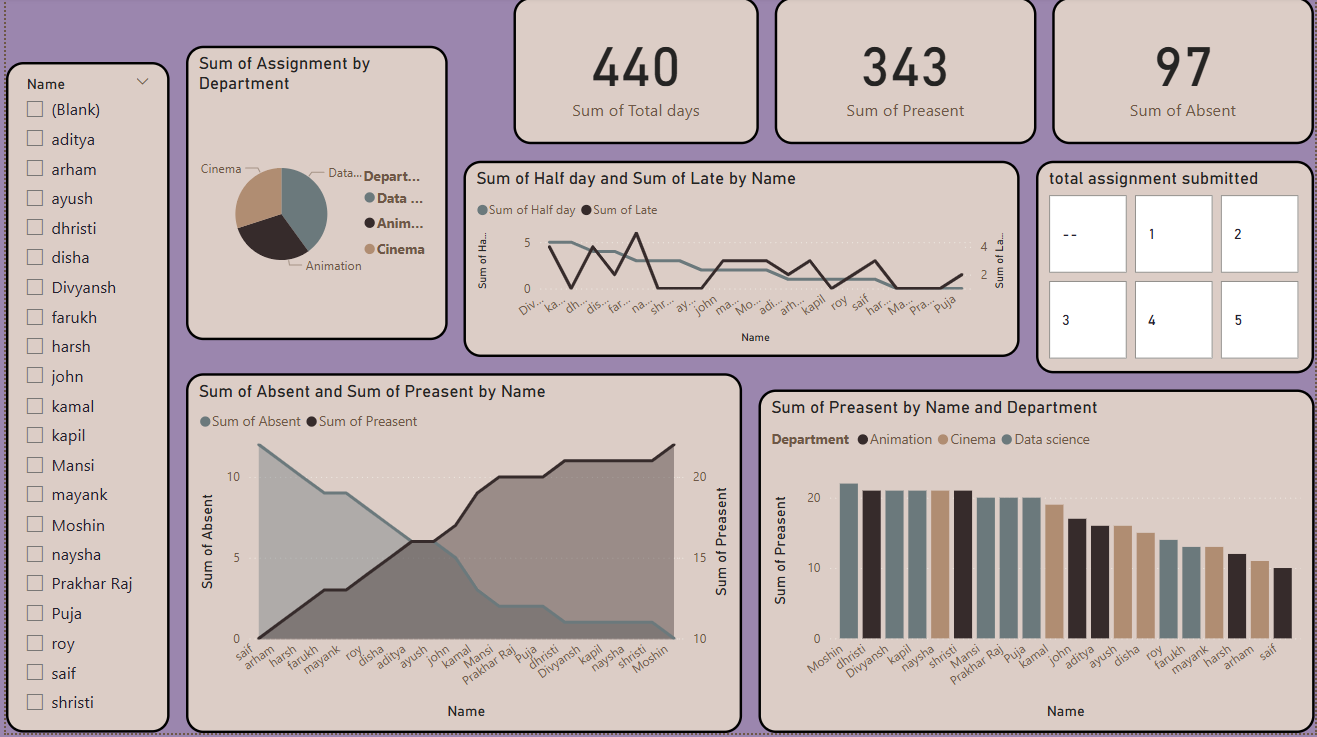 Name
(Blank)
aditya
arham
ayush
dhristi
disha
Divyansh
farukh
harsh
john
kamal
kapil
Mansi
mayank
Moshin
naysha
Prakhar Raj
Puja
roy
saif
shristi
Sum of Assignment by
Department
Cinema
Data...
Animation
Depart...
Data ...
Anim...
Cinema
440
Sum of Total days
343
Sum of Preasent
97
Sum of Absent
Sum of Half day and Sum of Late by Name
Sum of Half day
Sum of Late
Sum of Ha...
5
0
4
2
Sum of La...
Div...
ka...
dh...
dis...
far...
na...
shr...
ay...
john
ma...
Mo...
adi...
arh...
kapil
roy
saif
har...
Ma...
Pra...
Puja
Name
total assignment submitted
--
1
2
3
4
5
Sum of Absent and Sum of Preasent by Name
Sum of Absent
Sum of Preasent
Sum of Absent
10
5
0
20
15
10
Sum of Preasent
saif
arham
harsh
farukh
mayank
roy
disha
aditya
ayush
john
kamal
Mansi
Prakhar Raj
Puja
dhristi
Divyansh
kapil
naysha
shristi
Moshin
Name
Sum of Preasent by Name and Department
Department
Animation
Cinema
Data science
Sum of Preasent
20
10
0
Moshin
dhristi
Divyansh
kapil
naysha
shristi
Mansi
Prakhar Raj
Puja
kamal
john
aditya
ayush
disha
roy
farukh
mayank
harsh
arham
saif
Name